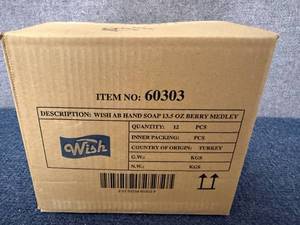 ITEM NO: 60303
DESCRIPTION: WISH AB HAND SOAP 13.5 OZ BERRY MEDLEY
Wish
QUANTITY: 12 PCS
INNER PACKING: PCS
COUNTRY OF ORIGIN: TURKEY
G.W.: KGS
N.W.: KGS